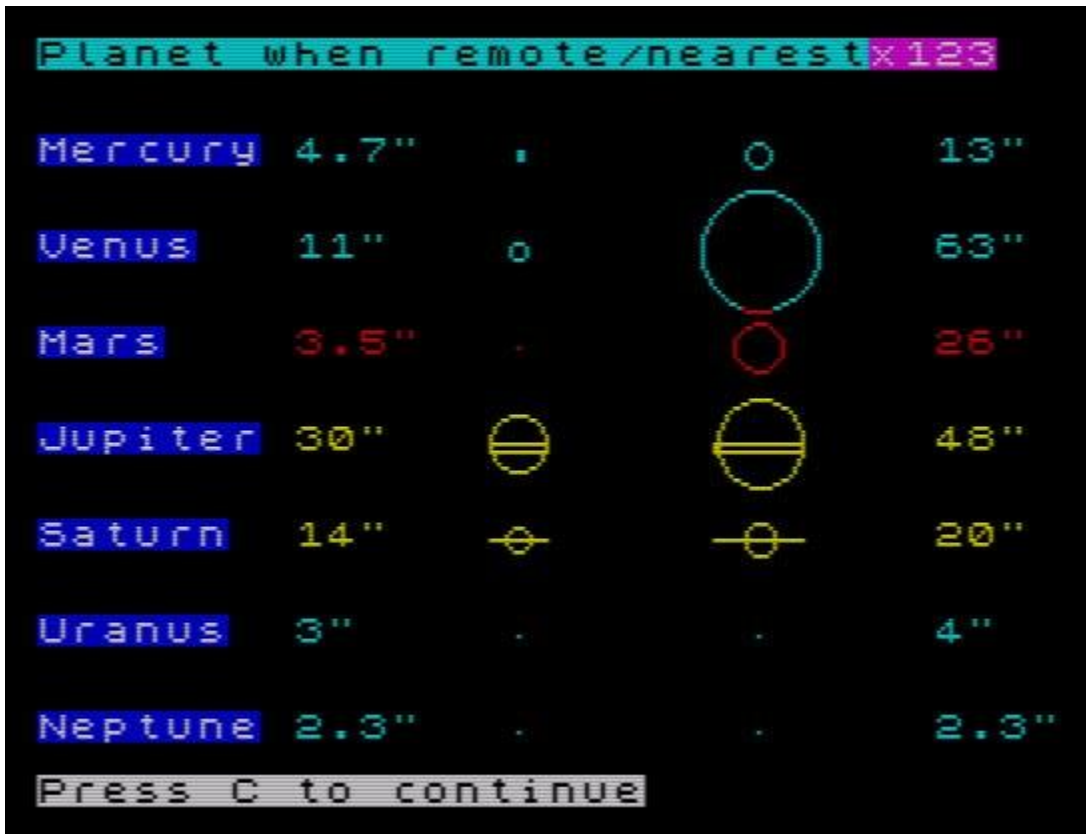 Planet when remote/nearest x123
Mercury 4.7" 13"
Venus 11" 63"
Mars 3.5" 26"
Jupiter 30" 48"
Saturn 14" 20"
Uranus 3" 4"
Neptune 2.3" 2.3"
Press C to continue